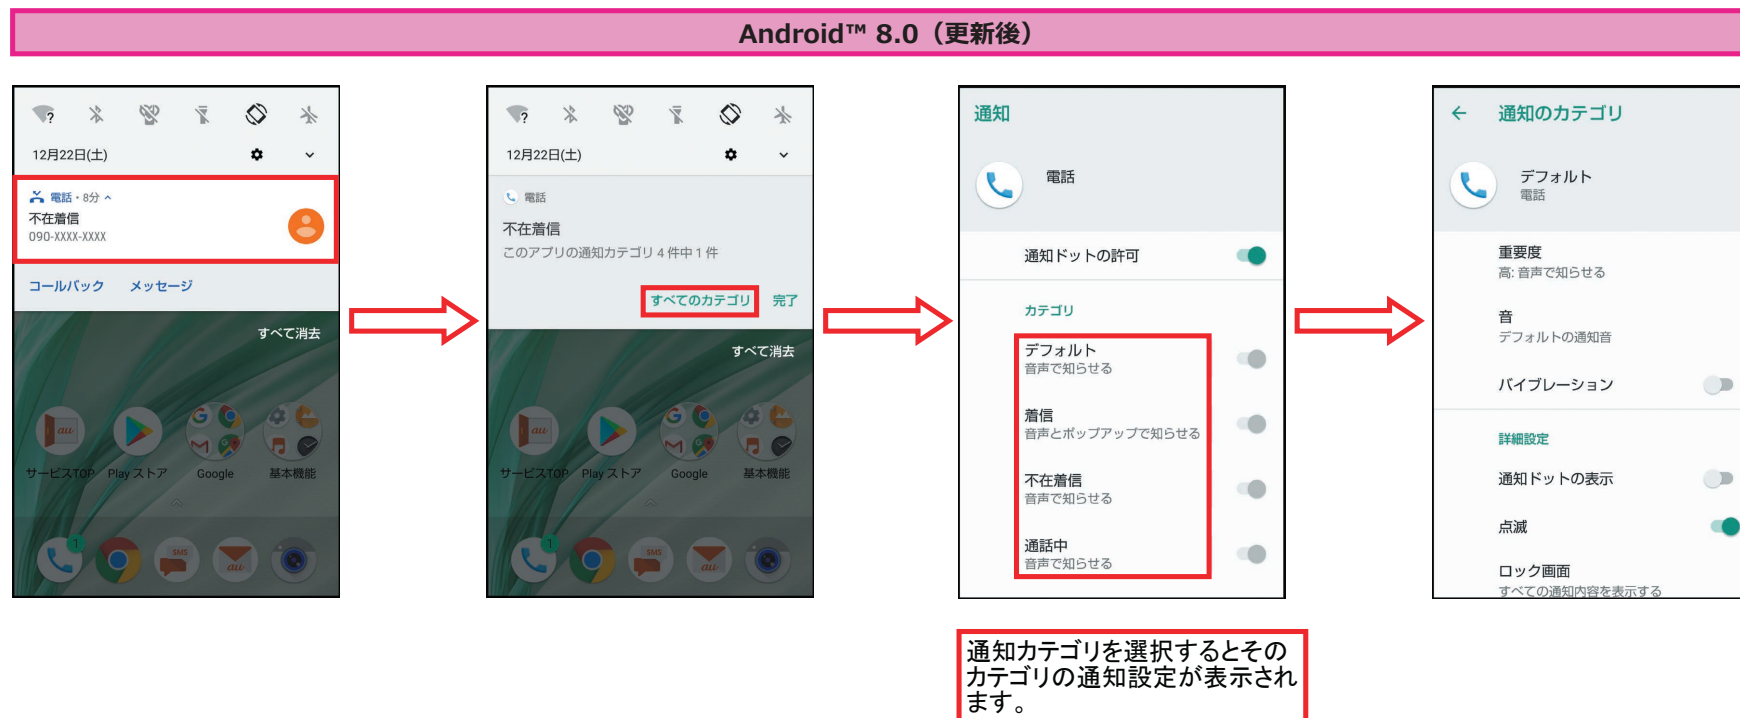 Android™ 8.0（更新後）
?
12月22日(土)
電話・8分
不在着信
090-XXXX-XXXX
コールバック メッセージ
すべて消去
au
サービスTOP Play ストア Google 基本機能
1
SMS
au
?
12月22日(土)
電話
不在着信
このアプリの通知カテゴリ 4 件中 1 件
すべてのカテゴリ 完了
すべて消去
au
サービスTOP Play ストア Google 基本機能
1
SMS
au
通知
電話
通知ドットの許可
カテゴリ
デフォルト
音声で知らせる
着信
音声とポップアップで知らせる
不在着信
音声で知らせる
通話中
音声で知らせる
通知カテゴリを選択するとその
カテゴリの通知設定が表示され
ます。
通知のカテゴリ
デフォルト
電話
重要度
高: 音声で知らせる
音
デフォルトの通知音
バイブレーション
詳細設定
通知ドットの表示
点滅
ロック画面
すべての通知内容を表示する